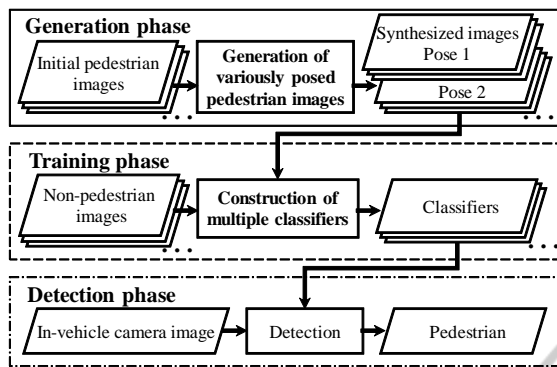 Generation phase
Initial pedestrian
images
Generation of
variously posed
pedestrian images
Synthesized images
Pose 1
Pose 2
. . .
. . .
Training phase
Non-pedestrian
images
. . .
Construction of
multiple classifiers
Classifiers
. . .
Detection phase
In-vehicle camera image
Detection
Pedestrian